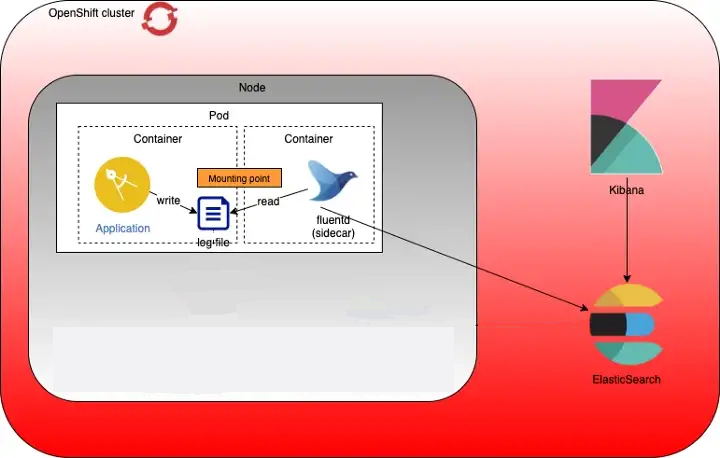 OpenShift cluster
Node
Pod
Container
Container
Mounting point
write
read
Application
log file
fluentd
(sidecar)
Kibana
ElasticSearch